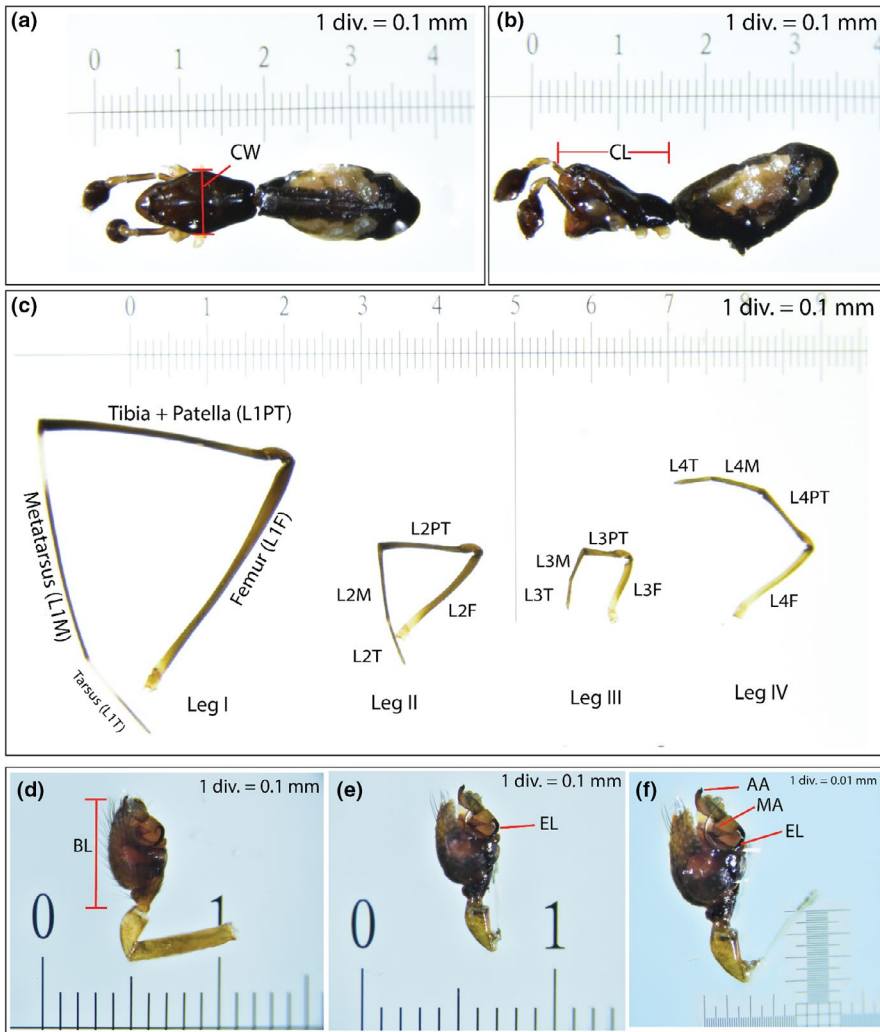 (a)
1 div. = 0.1 mm
0 1 2 3 4
CW
(b)
1 div. = 0.1 mm
0 1 2 3 4
CL
(c)
1 div. = 0.1 mm
0 1 2 3 4 5 6 7 8 9
Tibia + Patella (L1PT)
Metatarsus (L1M)
Femur (L1F)
Tarsus (L1T)
Leg I
L2PT
L2M
L2F
L2T
Leg II
L3PT
L3M
L3T
L3F
Leg III
L4T
L4M
L4PT
L4F
Leg IV
(d)
1 div. = 0.1 mm
BL
0 1
(e)
1 div. = 0.1 mm
EL
0 1
(f)
1 div. = 0.01 mm
AA
MA
EL